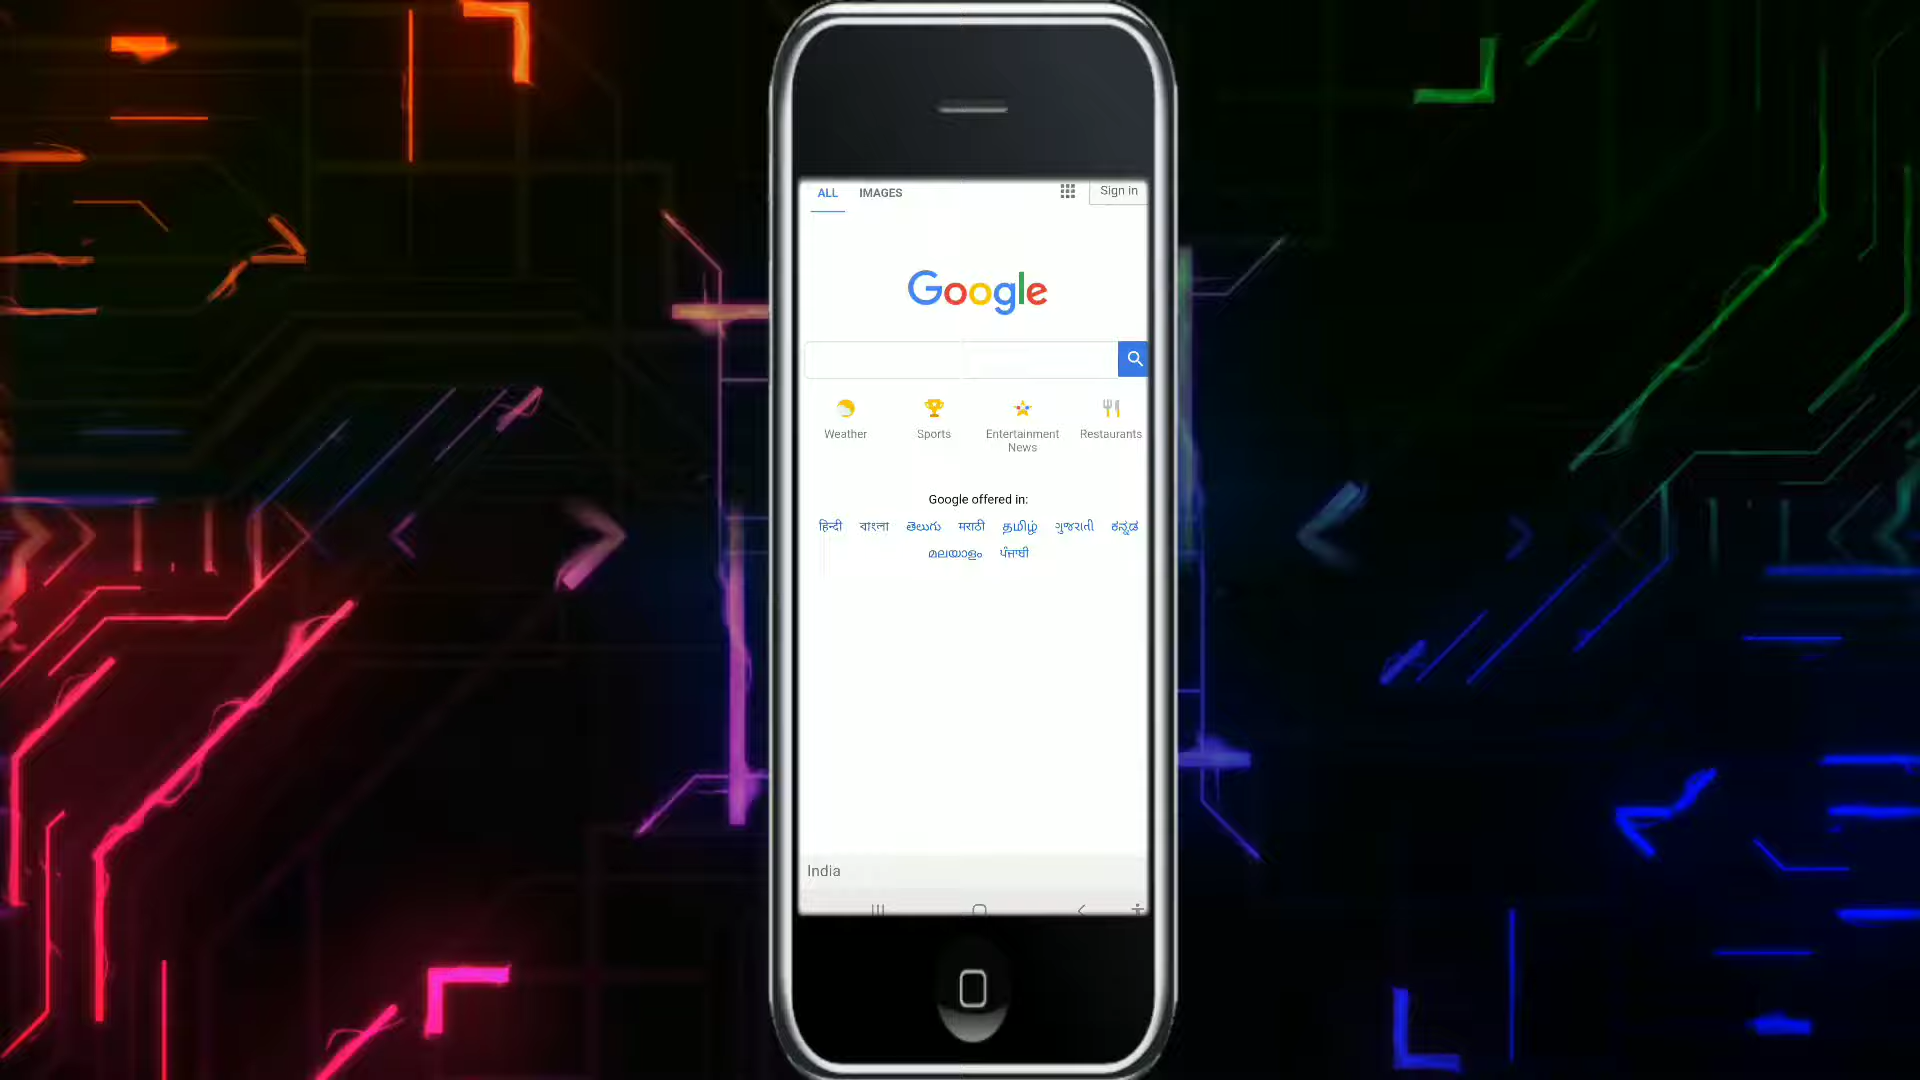 ALL IMAGES Sign in
Google
Weather Sports Entertainment News Restaurants
Google offered in:
हिन्दी বাংলা తెలుగు मराठी தமிழ் ગુજરાતી ಕನ್ನಡ
മലയാളം ਪੰਜਾਬੀ
India